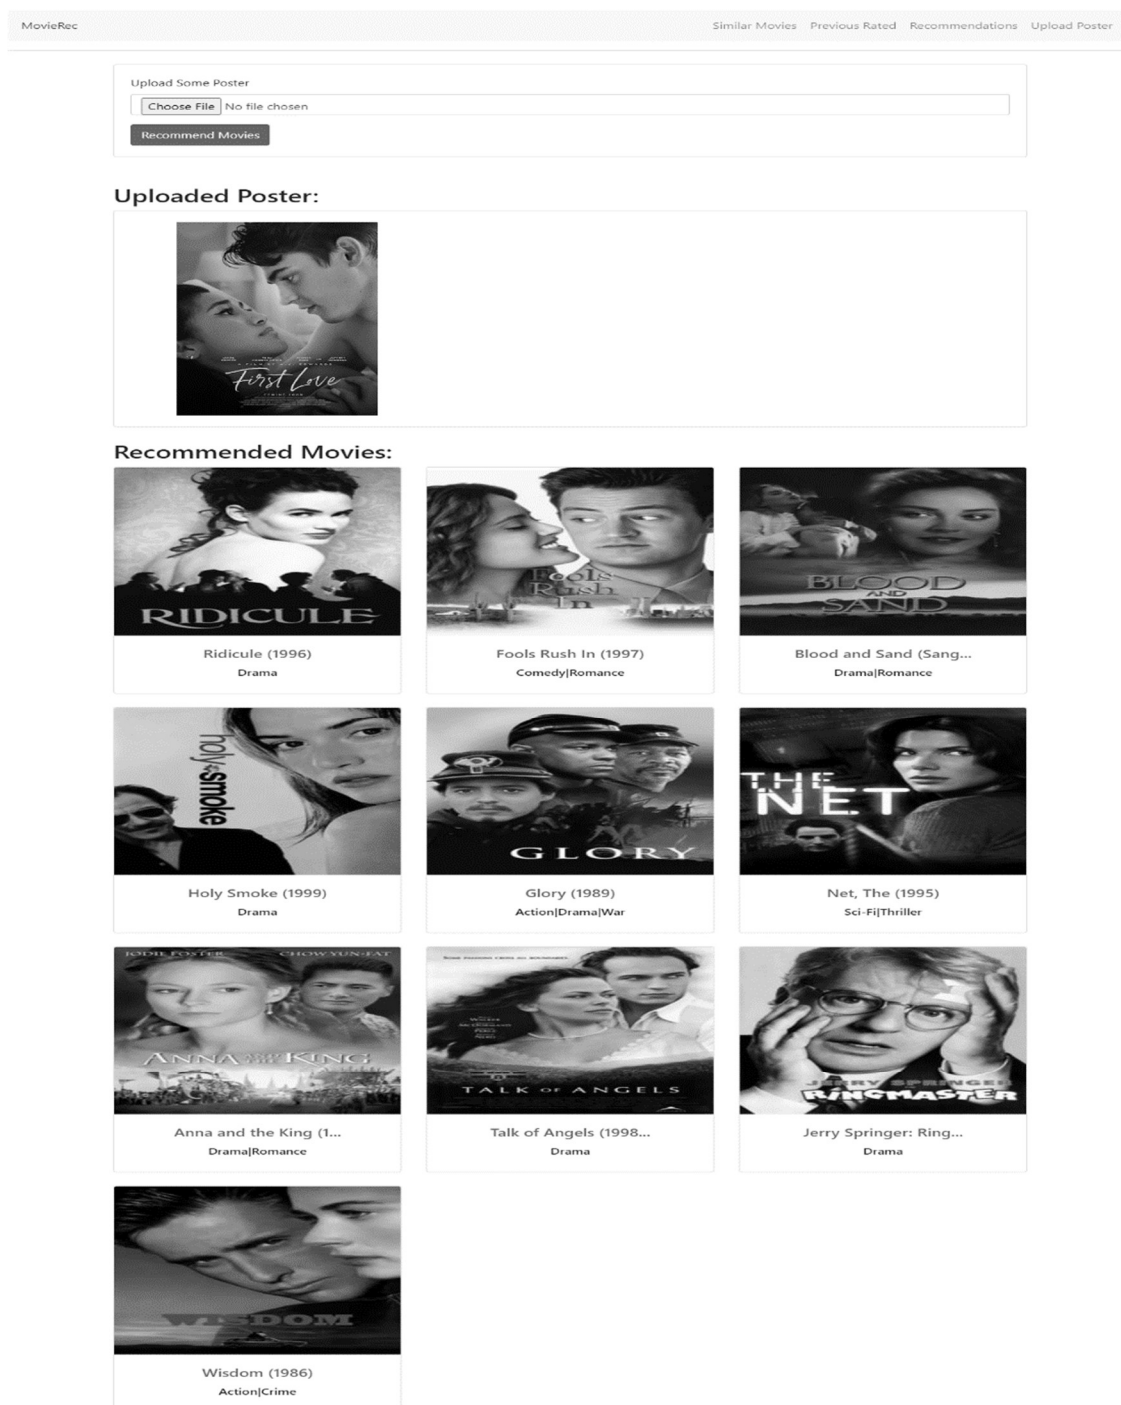 MovieRec
Similar Movies Previous Rated Recommendations Upload Poster
Upload Some Poster
Choose File No file chosen
Recommend Movies
Uploaded Poster:
First Love
Recommended Movies:
RIDICULE
Fools
Rush
In
BLOOD
AND
SAND
Ridicule (1996)
Drama
Fools Rush In (1997)
Comedy|Romance
Blood and Sand (Sang...
Drama|Romance
holy smoke
GLORY
THE
NET
Holy Smoke (1999)
Drama
Glory (1989)
Action|Drama|War
Net, The (1995)
Sci-Fi|Thriller
JODIE FOSTER CHOW YUN-FAT
ANNA AND THE KING
TALK OF ANGELS
JERRY SPRINGER
RINGMASTER
Anna and the King (1...
Drama|Romance
Talk of Angels (1998...
Drama
Jerry Springer: Ring...
Drama
WISDOM
Wisdom (1986)
Action|Crime